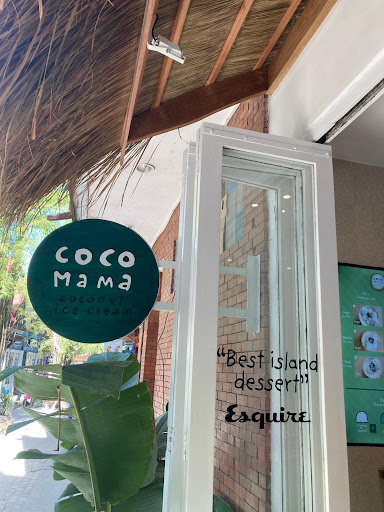 COCO
MAMA
coconut
ice cream
"Best island
dessert"
Esquire